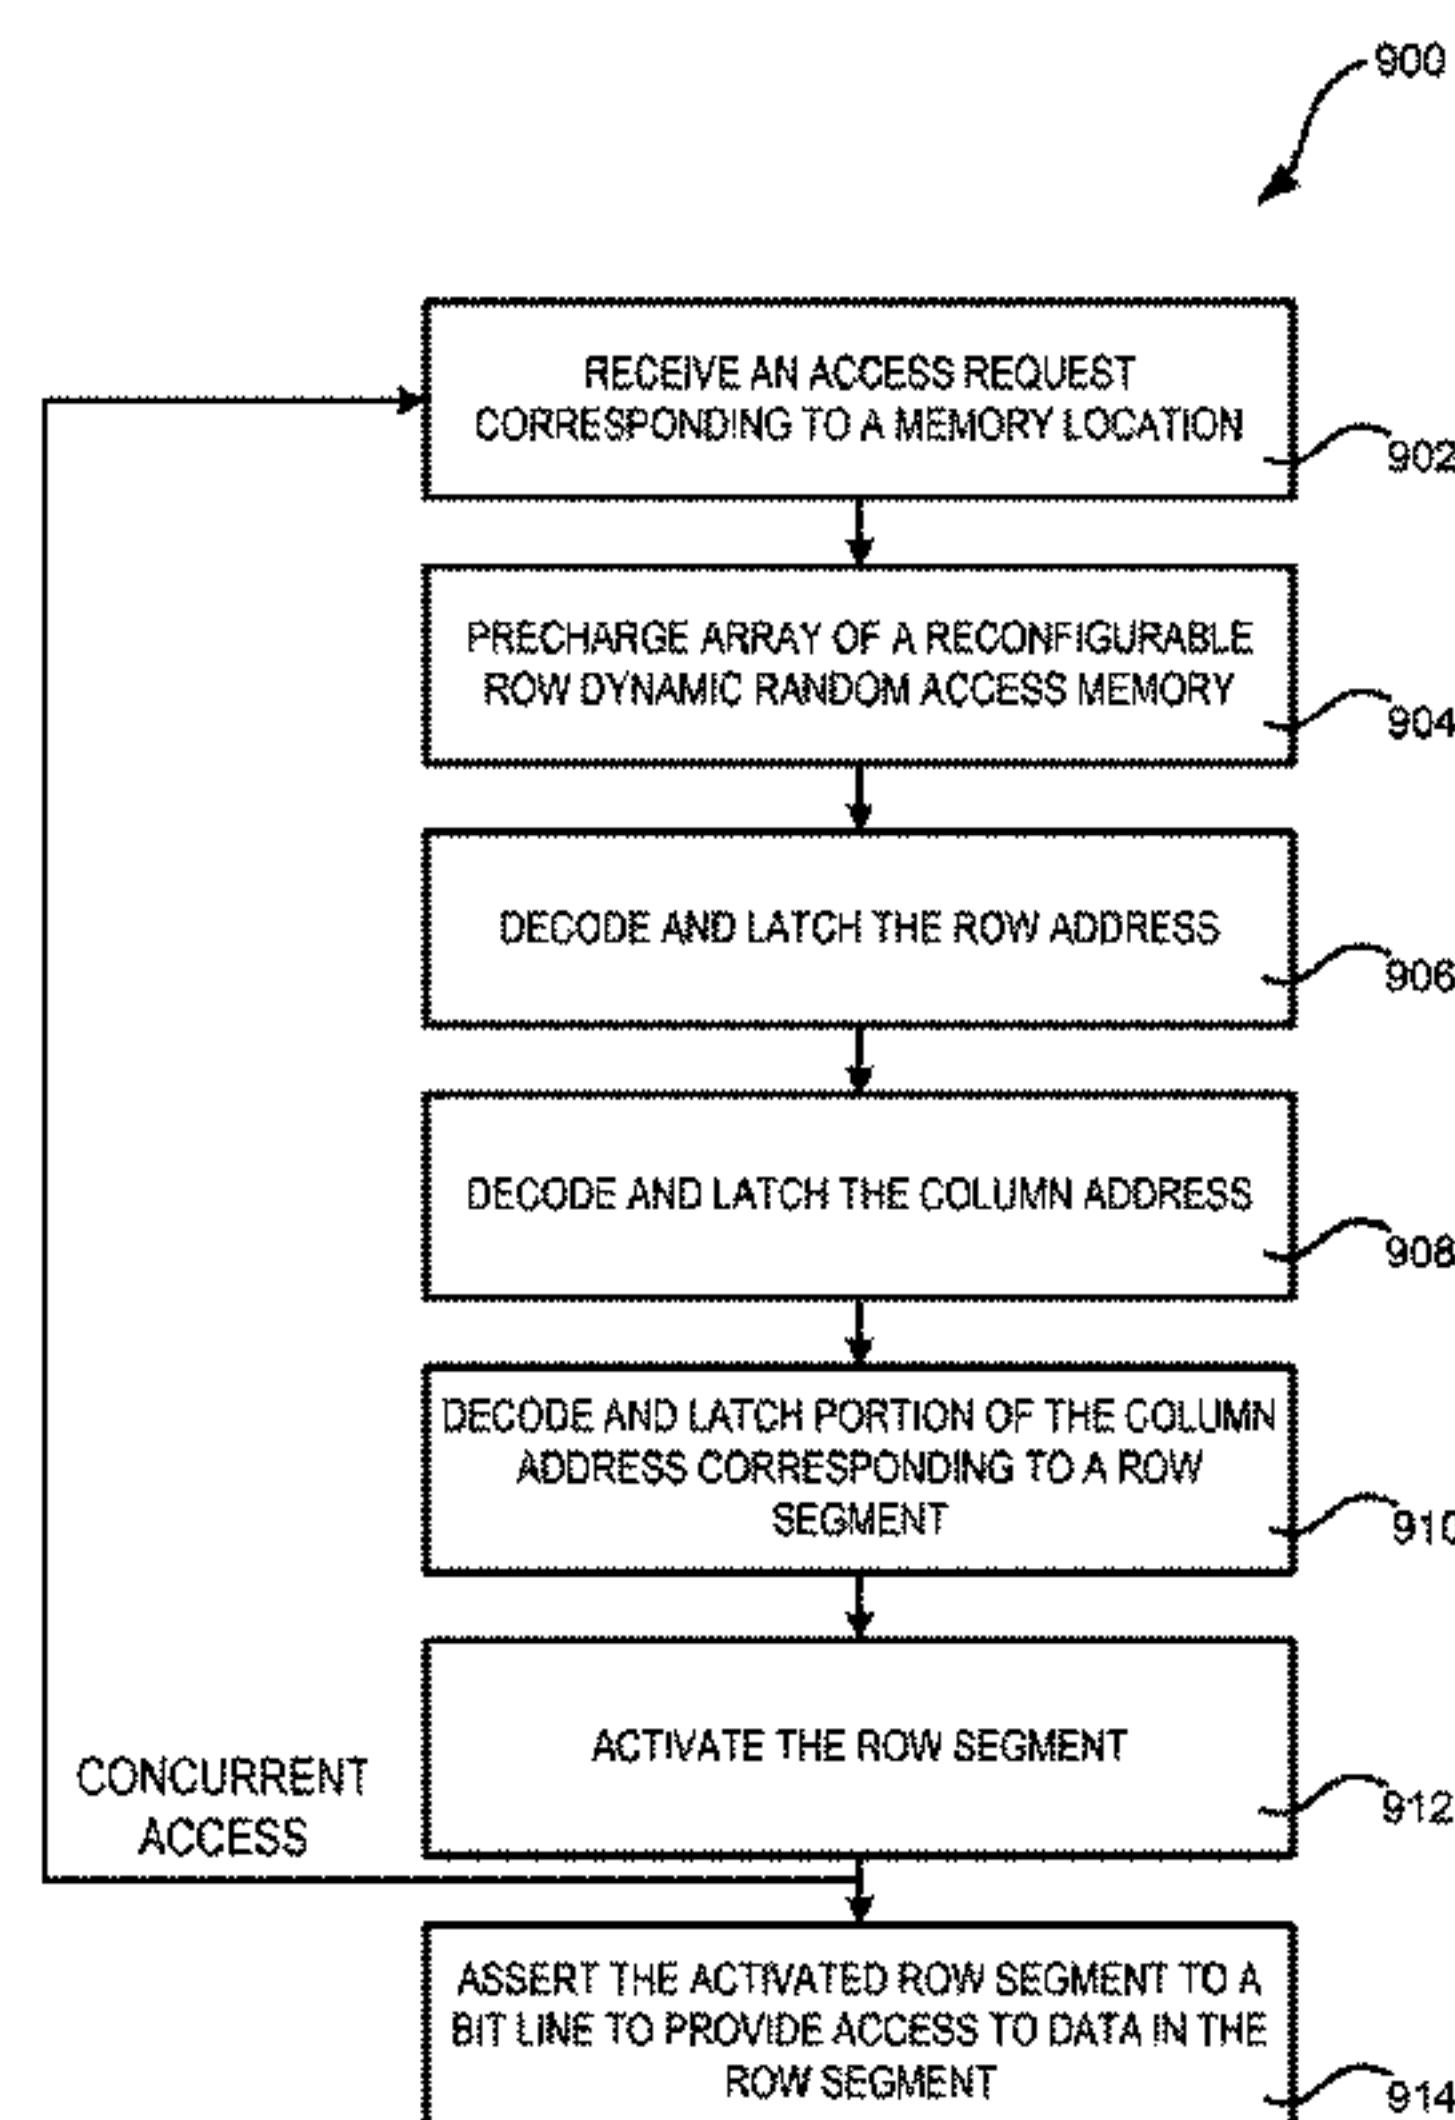 900
RECEIVE AN ACCESS REQUEST
CORRESPONDING TO A MEMORY LOCATION
902
PRECHARGE ARRAY OF A RECONFIGURABLE
ROW DYNAMIC RANDOM ACCESS MEMORY
904
DECODE AND LATCH THE ROW ADDRESS
906
DECODE AND LATCH THE COLUMN ADDRESS
908
DECODE AND LATCH PORTION OF THE COLUMN
ADDRESS CORRESPONDING TO A ROW
SEGMENT
910
ACTIVATE THE ROW SEGMENT
912
CONCURRENT
ACCESS
ASSERT THE ACTIVATED ROW SEGMENT TO A
BIT LINE TO PROVIDE ACCESS TO DATA IN THE
ROW SEGMENT
914